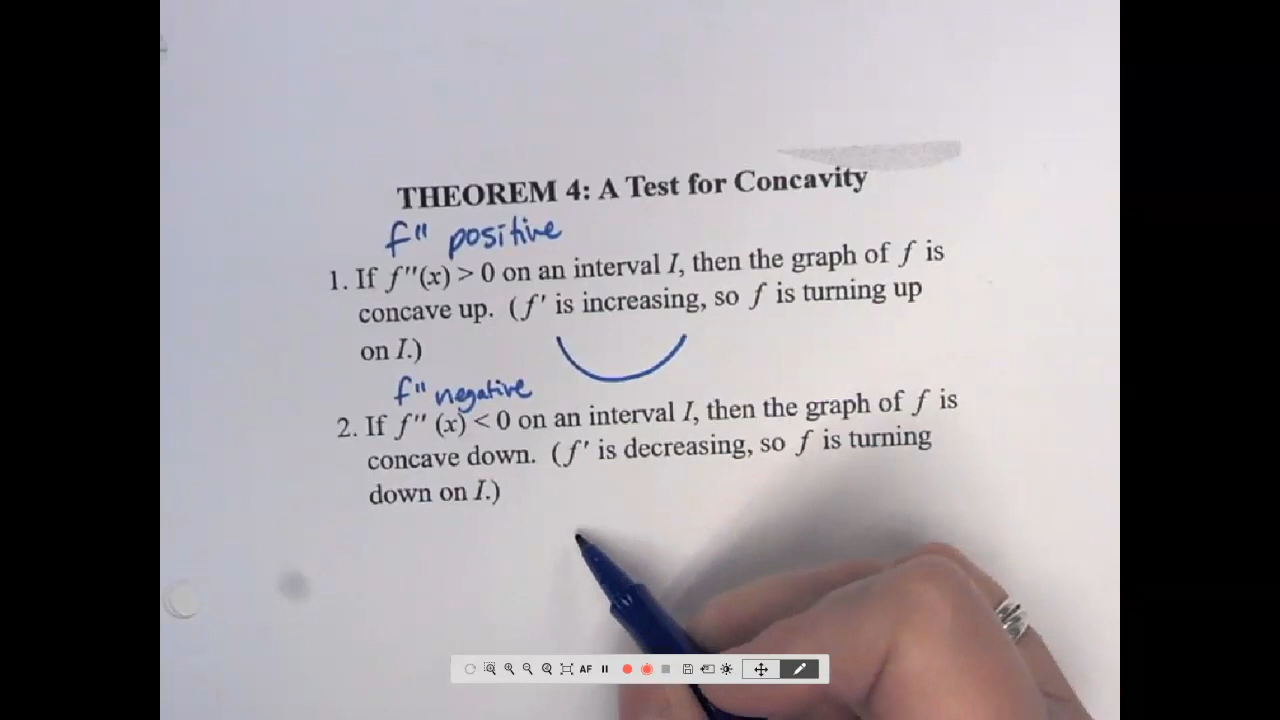 THEOREM 4: A Test for Concavity
f" positive
1. If f"(x) > 0 on an interval I, then the graph of f is
concave up. (f' is increasing, so f is turning up
on I.)
f" negative
2. If f" (x) < 0 on an interval I, then the graph of f is
concave down. (f' is decreasing, so f is turning
down on I.)
AF